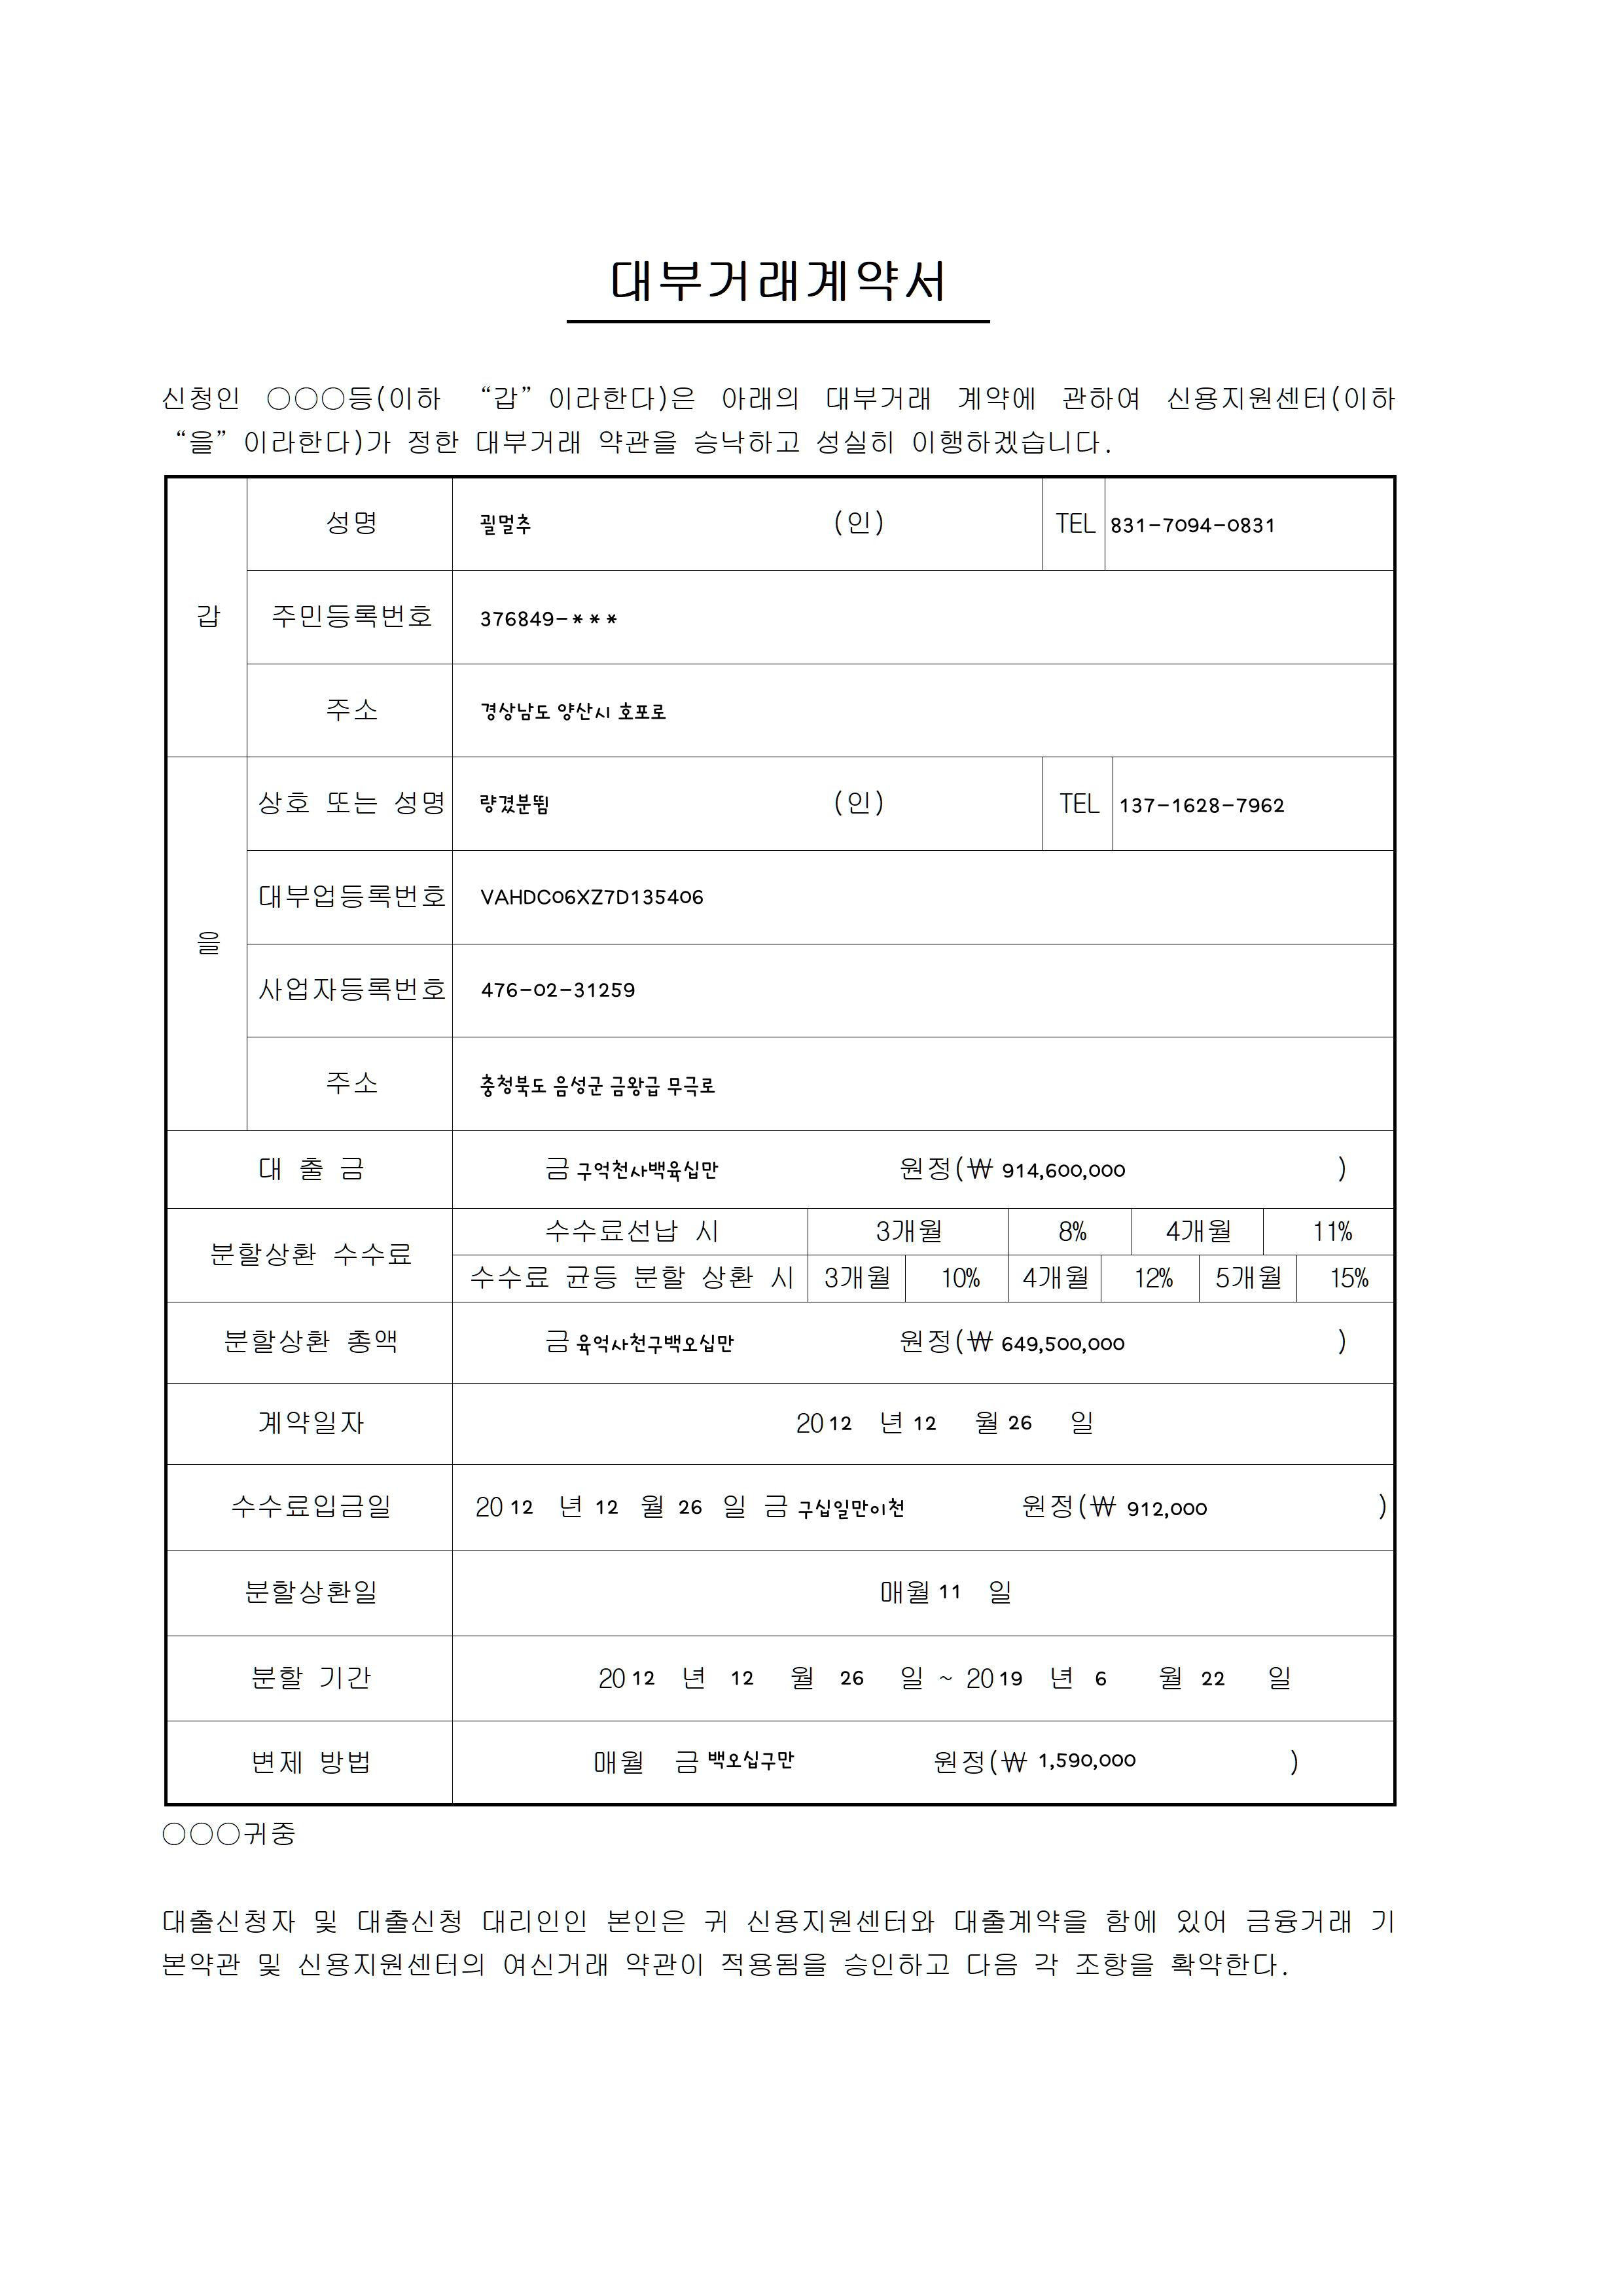 대부거래계약서
신청인 ○○○등(이하 “갑”이라한다)은 아래의 대부거래 계약에 관하여 신용지원센터(이하
“을”이라한다)가 정한 대부거래 약관을 승낙하고 성실히 이행하겠습니다.
갑 성명 괼멀추 (인) TEL 831-7094-0831
주민등록번호 376849-***
주소 경상남도 양산시 호포로
을 상호 또는 성명 량겼분띔 (인) TEL 137-1628-7962
대부업등록번호 VAHDC06XZ7D135406
사업자등록번호 476-02-31259
주소 충청북도 음성군 금왕급 무극로
대 출 금 금 구억천사백육십만 원정(₩ 914,600,000 )
분할상환 수수료 수수료선납 시 3개월 8% 4개월 11%
수수료 균등 분할 상환 시 3개월 10% 4개월 12% 5개월 15%
분할상환 총액 금 육억사천구백오십만 원정(₩ 649,500,000 )
계약일자 2012 년 12 월 26 일
수수료입금일 2012 년 12 월 26 일 금 구십일만이천 원정(₩ 912,000 )
분할상환일 매월 11 일
분할 기간 2012 년 12 월 26 일 ~ 2019 년 6 월 22 일
변제 방법 매월 금 백오십구만 원정(₩ 1,590,000 )
○○○귀중
대출신청자 및 대출신청 대리인인 본인은 귀 신용지원센터와 대출계약을 함에 있어 금융거래 기
본약관 및 신용지원센터의 여신거래 약관이 적용됨을 승인하고 다음 각 조항을 확약한다.